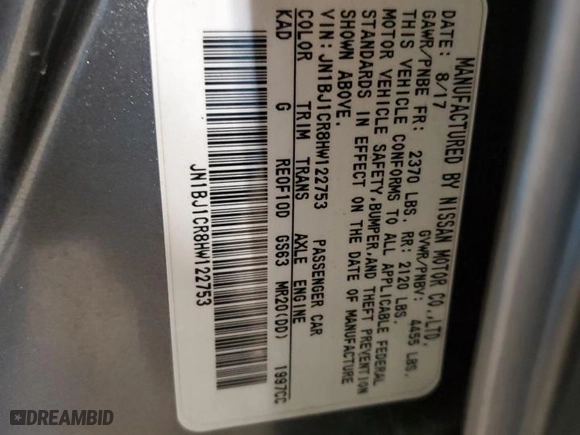 MANUFACTURED BY NISSAN MOTOR CO.,LTD.
DATE: 8/17 GVWR/PNBV: 4455 LBS.
GAWR/PNBE FR: 2370 LBS. RR: 2120 LBS.
THIS VEHICLE CONFORMS TO ALL APPLICABLE FEDERAL
MOTOR VEHICLE SAFETY,BUMPER,AND THEFT PREVENTION
STANDARDS IN EFFECT ON THE DATE OF MANUFACTURE
SHOWN ABOVE.
VIN:JN1BJ1CR8HW122753 PASSENGER CAR
COLOR TRIM TRANS AXLE ENGINE
KAD G REOF10D GS63 MR20(DD) 1997CC
JN1BJ1CR8HW122753
DREAMBID